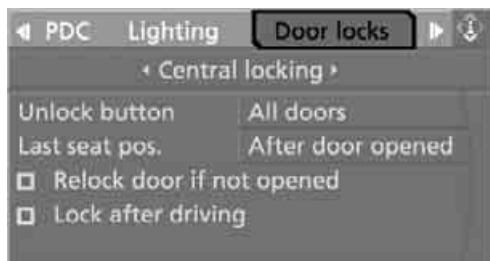 PDC Lighting Door locks
Central locking
Unlock button All doors
Last seat pos. After door opened
Relock door if not opened
Lock after driving